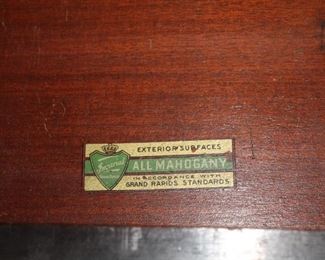 Imperial
EXTERIOR SURFACES
ALL MAHOGANY
IN ACCORDANCE WITH
GRAND RAPIDS STANDARDS